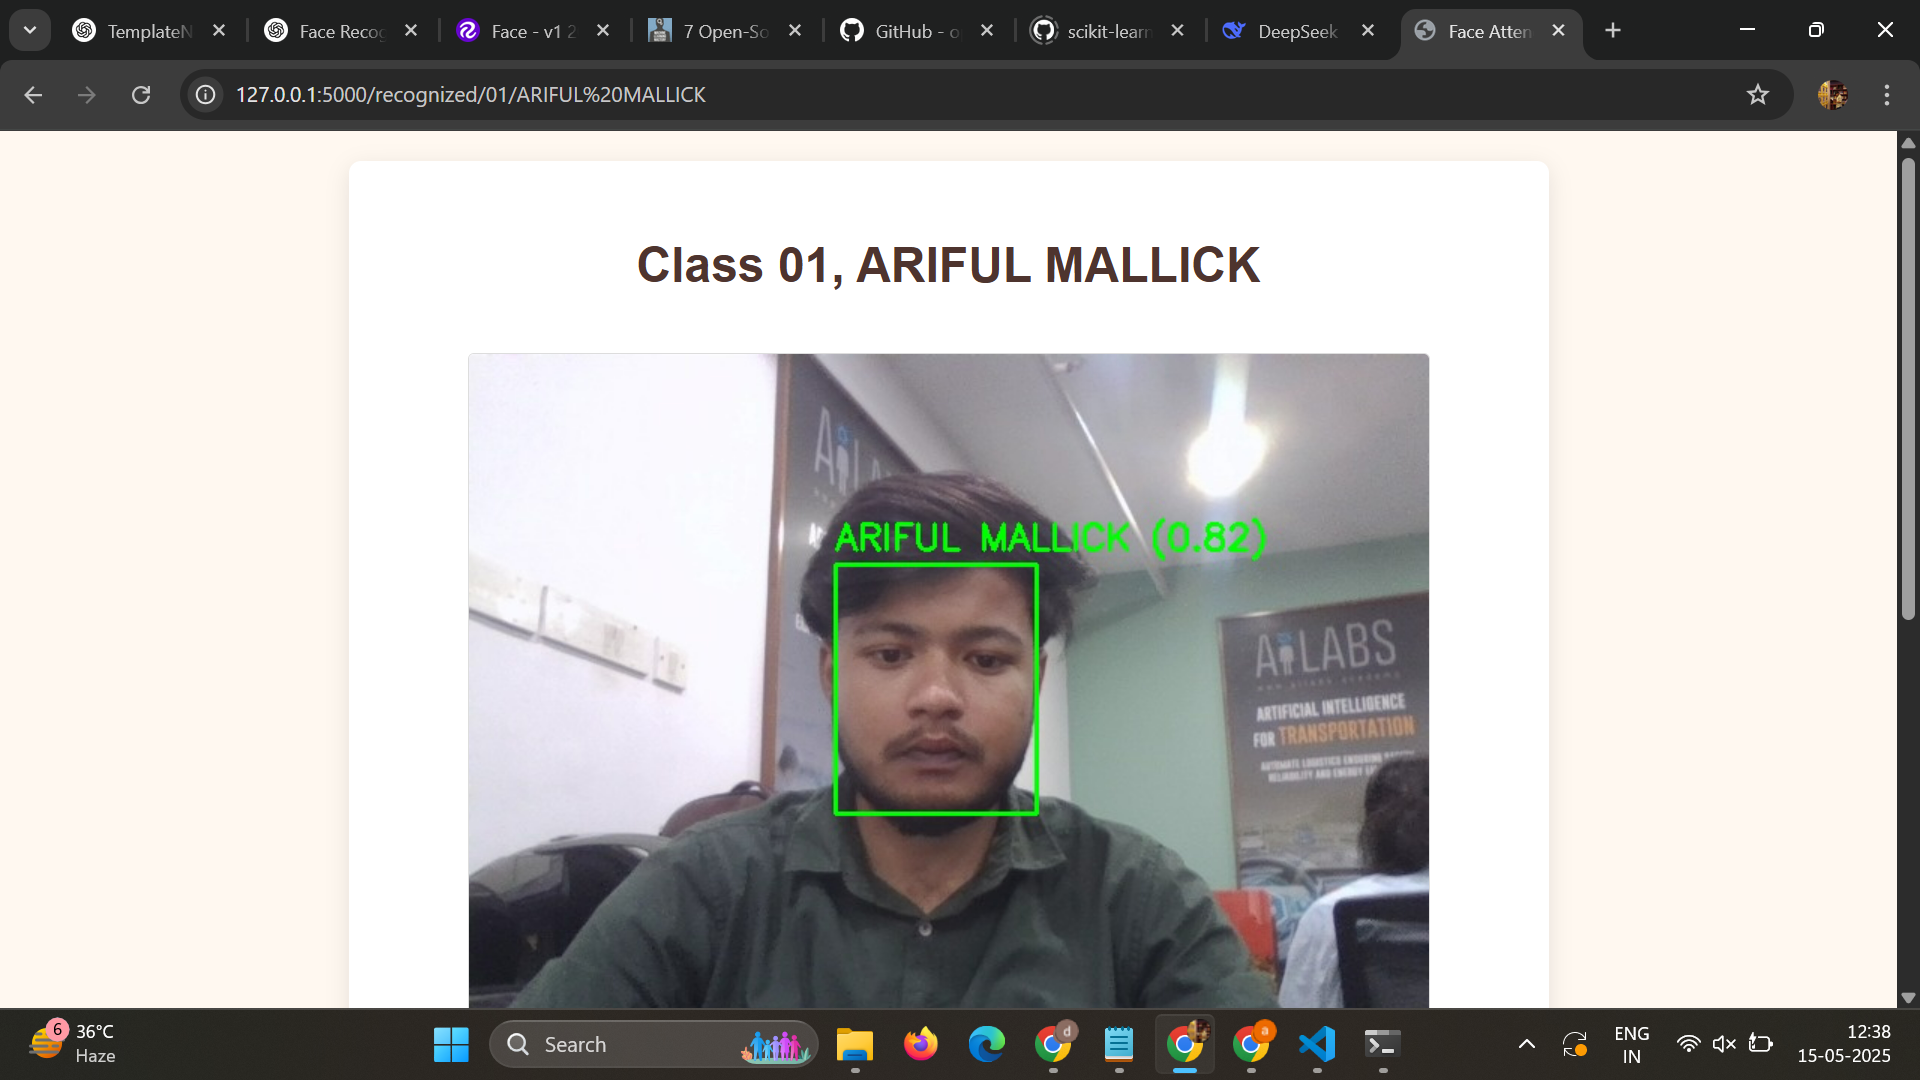 TemplateN
Face Recog
Face - v1 2
7 Open-So
GitHub - o
scikit-learn
DeepSeek
Face Atten
127.0.0.1:5000/recognized/01/ARIFUL%20MALLICK
Class 01, ARIFUL MALLICK
ARIFUL MALLICK (0.82)
AiLABS
ARTIFICIAL INTELLIGENCE
FOR TRANSPORTATION
6
36°C
Haze
Search
d
a
ENG
IN
12:38
15-05-2025